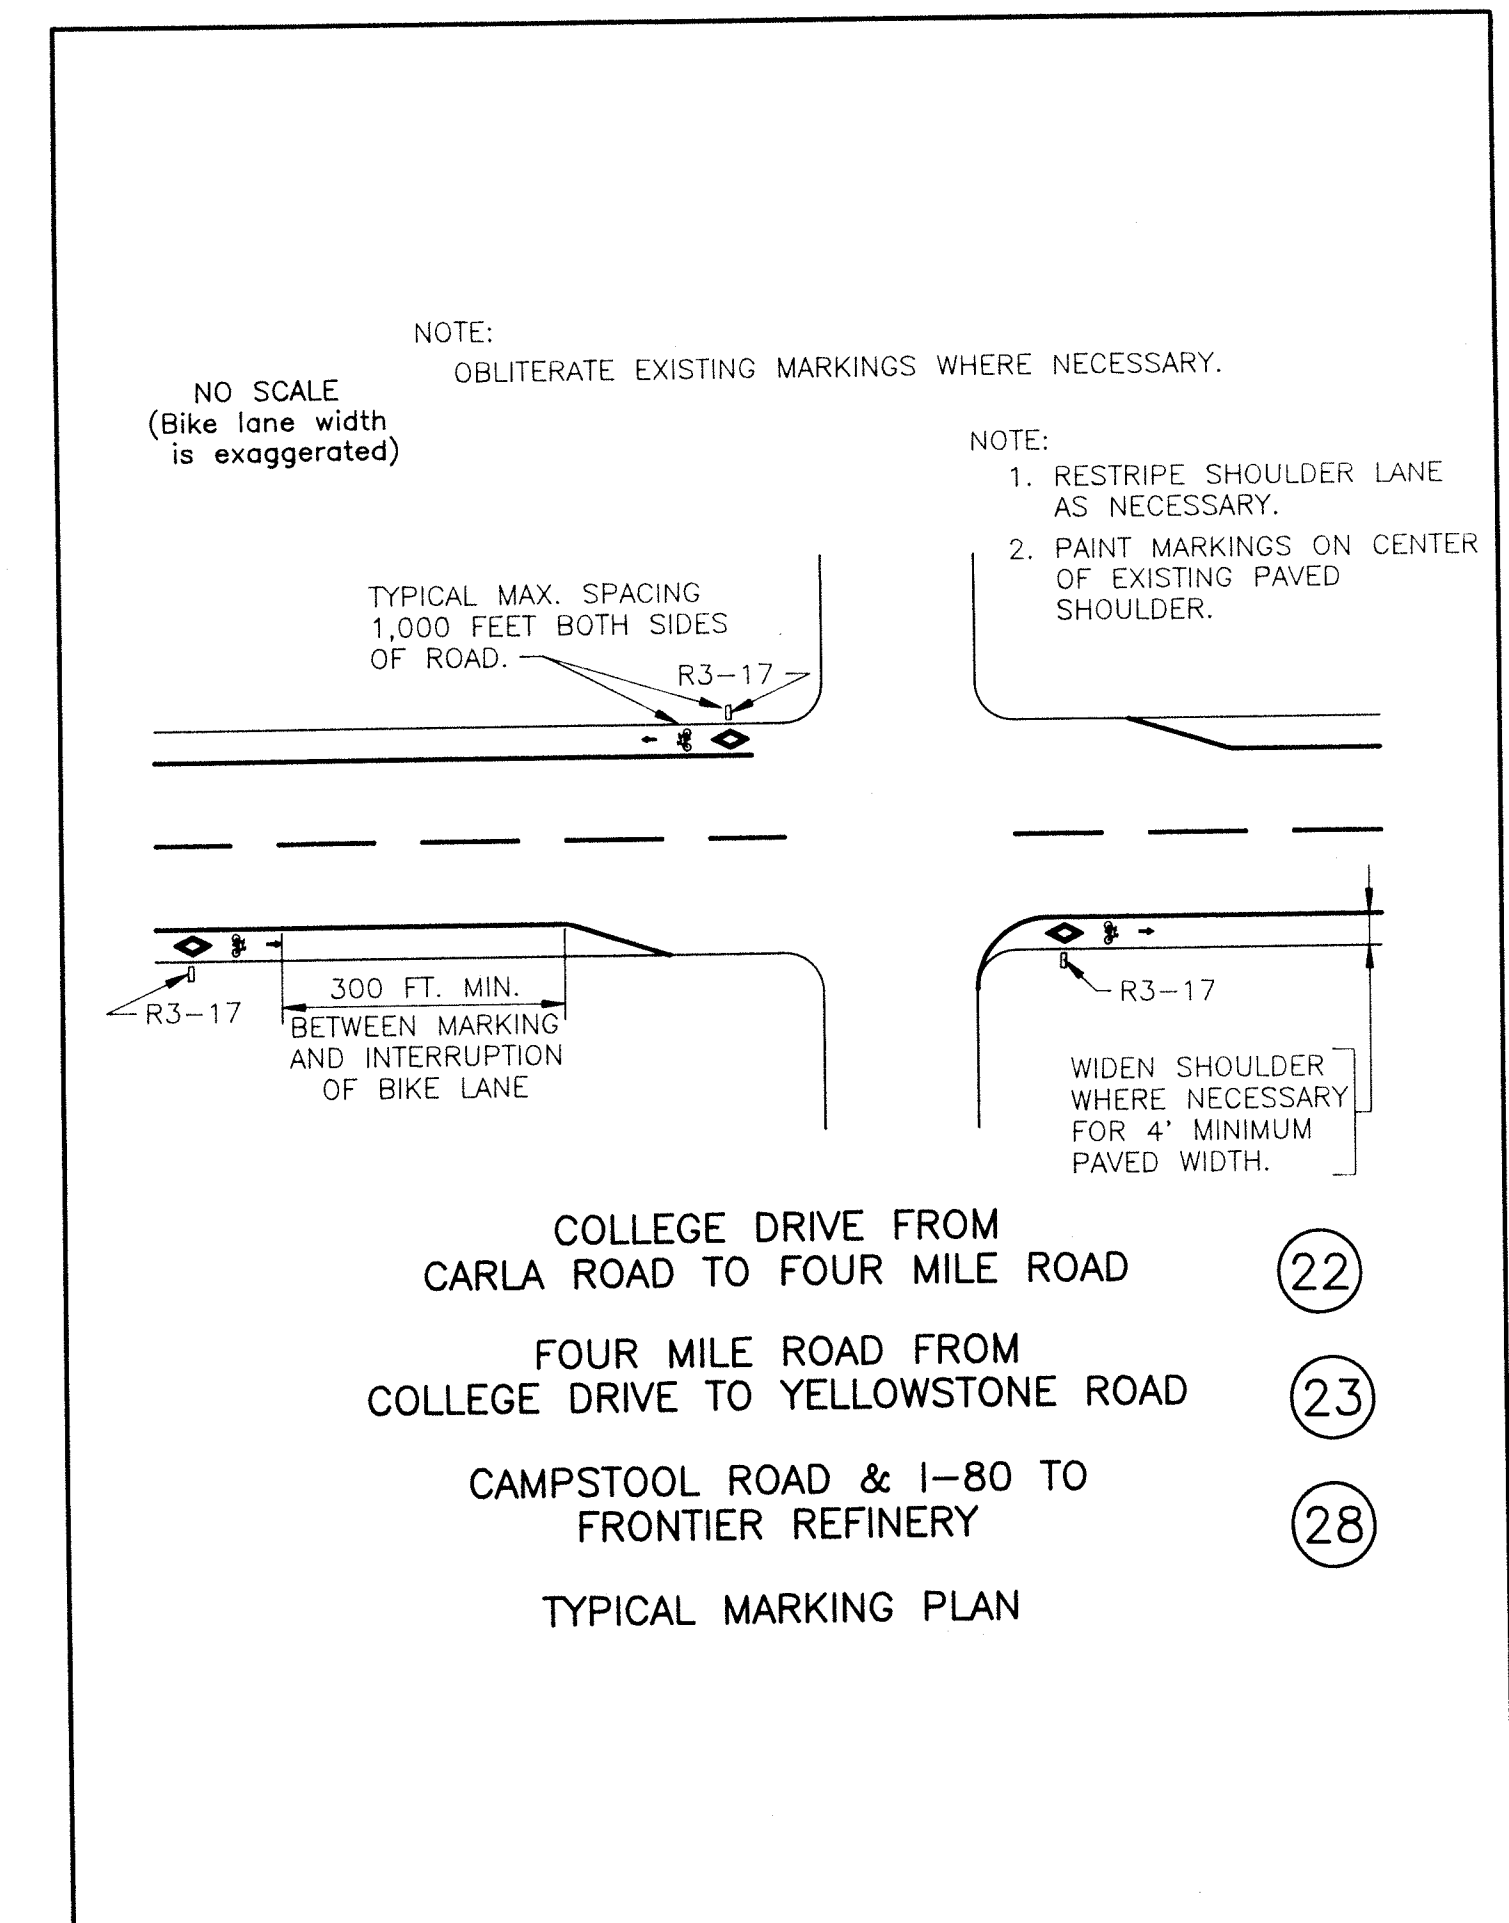 NOTE:
OBLITERATE EXISTING MARKINGS WHERE NECESSARY.
NO SCALE
(Bike lane width
is exaggerated)
NOTE:
1. RESTRIPE SHOULDER LANE
AS NECESSARY.
2. PAINT MARKINGS ON CENTER
OF EXISTING PAVED
SHOULDER.
TYPICAL MAX. SPACING
1,000 FEET BOTH SIDES
OF ROAD.
R3-17
R3-17
300 FT. MIN.
BETWEEN MARKING
AND INTERRUPTION
OF BIKE LANE
R3-17
WIDEN SHOULDER
WHERE NECESSARY
FOR 4' MINIMUM
PAVED WIDTH.
COLLEGE DRIVE FROM
CARLA ROAD TO FOUR MILE ROAD
22
FOUR MILE ROAD FROM
COLLEGE DRIVE TO YELLOWSTONE ROAD
23
CAMPSTOOL ROAD & I-80 TO
FRONTIER REFINERY
28
TYPICAL MARKING PLAN